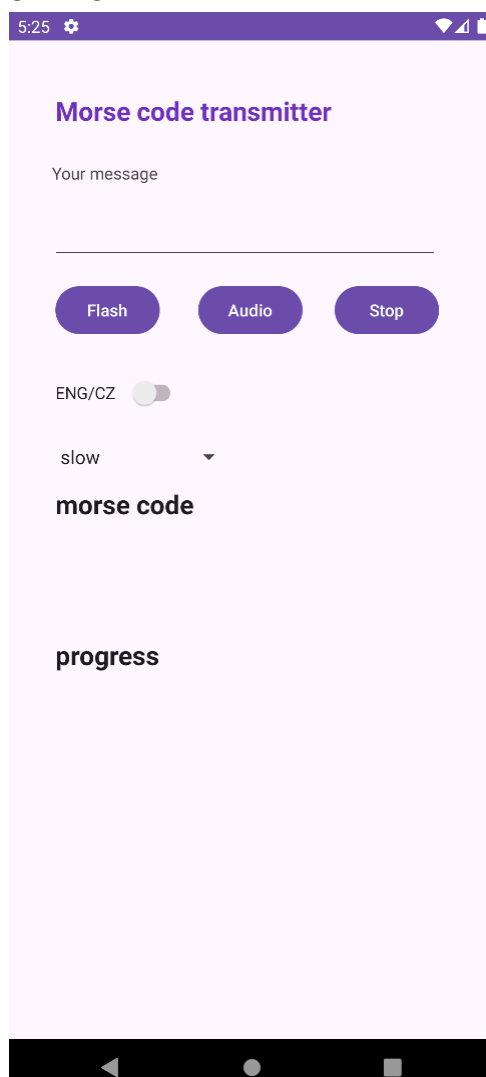 5:25
Morse code transmitter
Your message
Flash Audio Stop
ENG/CZ
slow
morse code
progress